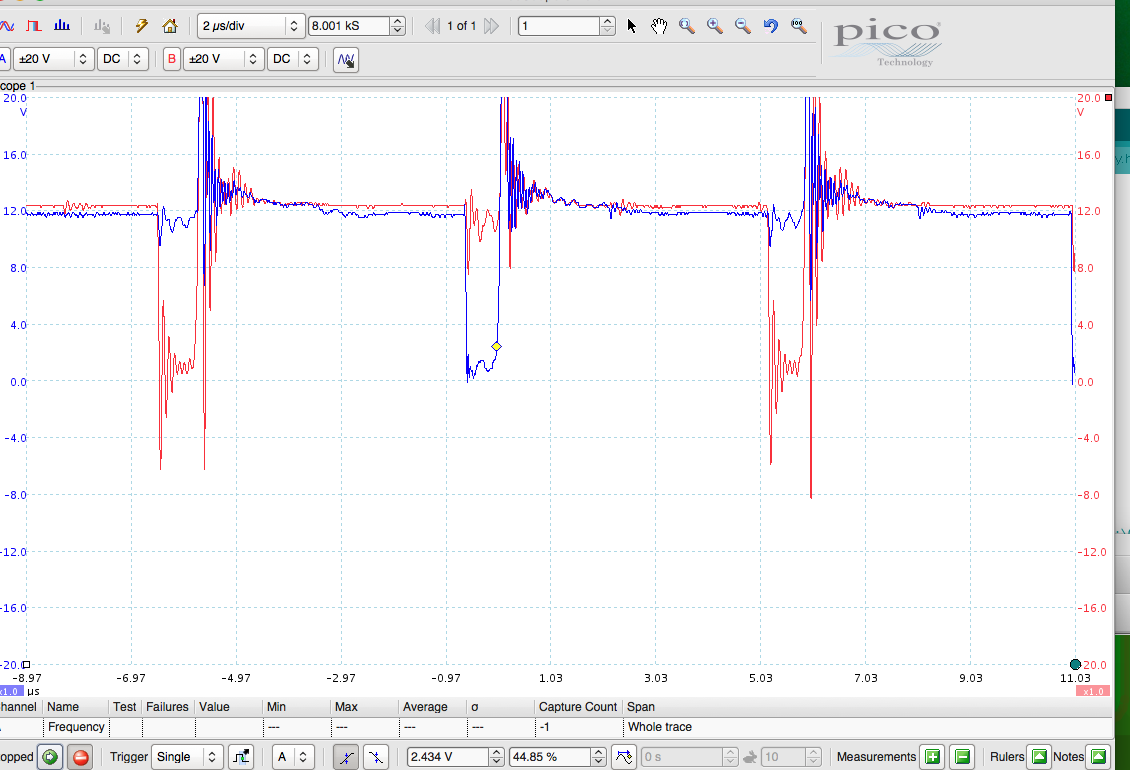 2 µs/div 8.001 kS 1 of 1 1
pico
Technology
A ±20 V DC B ±20 V DC
cope 1
20.0 20.0
V V
16.0 16.0
12.0 12.0
8.0 8.0
4.0 4.0
0.0 0.0
-4.0 -4.0
-8.0 -8.0
-12.0 -12.0
-16.0 -16.0
-20.0 -20.0
-8.97 -6.97 -4.97 -2.97 -0.97 1.03 3.03 5.03 7.03 9.03 11.03
x1.0 µs x1.0
hannel Name Test Failures Value Min Max Average σ Capture Count Span
Frequency --- --- --- --- -1 Whole trace
opped Trigger Single A 2.434 V 44.85 % 0 s 10 Measurements Rulers Notes